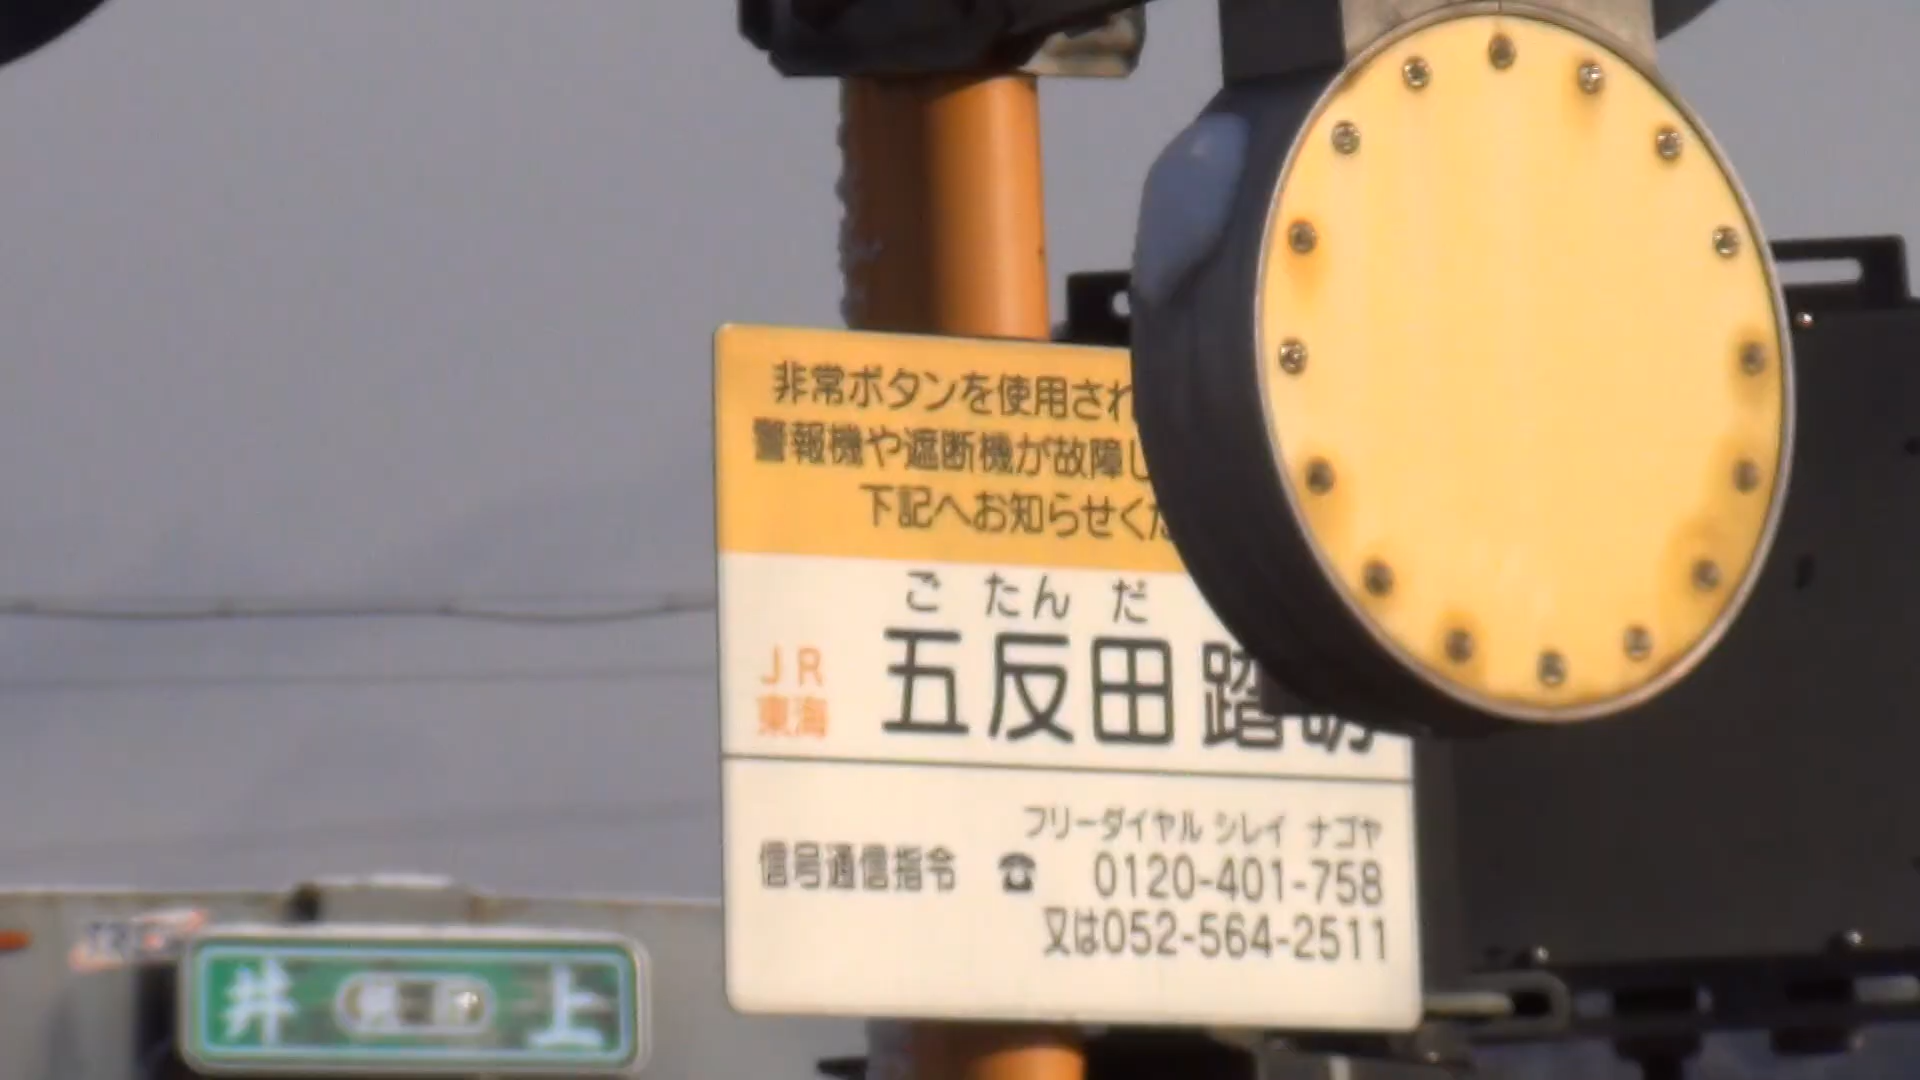 非常ボタンを使用され
警報機や遮断機が故障し
下記へお知らせくだ
ごたんだ
JR
東海
五反田踏切
フリーダイヤル シレイ ナゴヤ
信号通信指令 ☎ 0120-401-758
又は052-564-2511
井 上